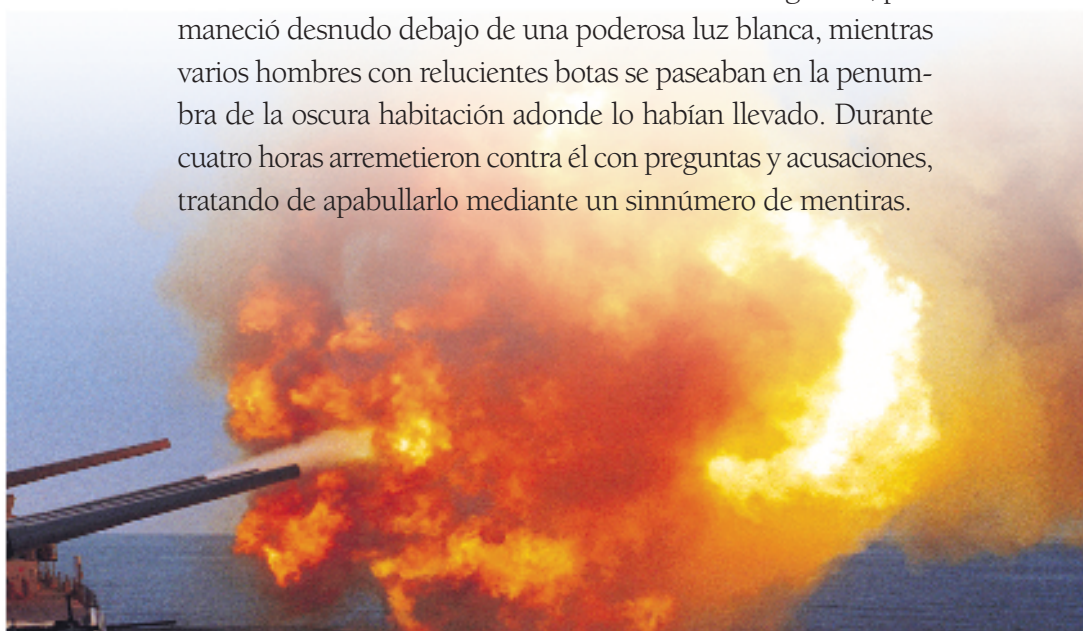 maneció desnudo debajo de una poderosa luz blanca, mientras
varios hombres con relucientes botas se paseaban en la penum-
bra de la oscura habitación adonde lo habían llevado. Durante
cuatro horas arremetieron contra él con preguntas y acusaciones,
tratando de apabullarlo mediante un sinnúmero de mentiras.